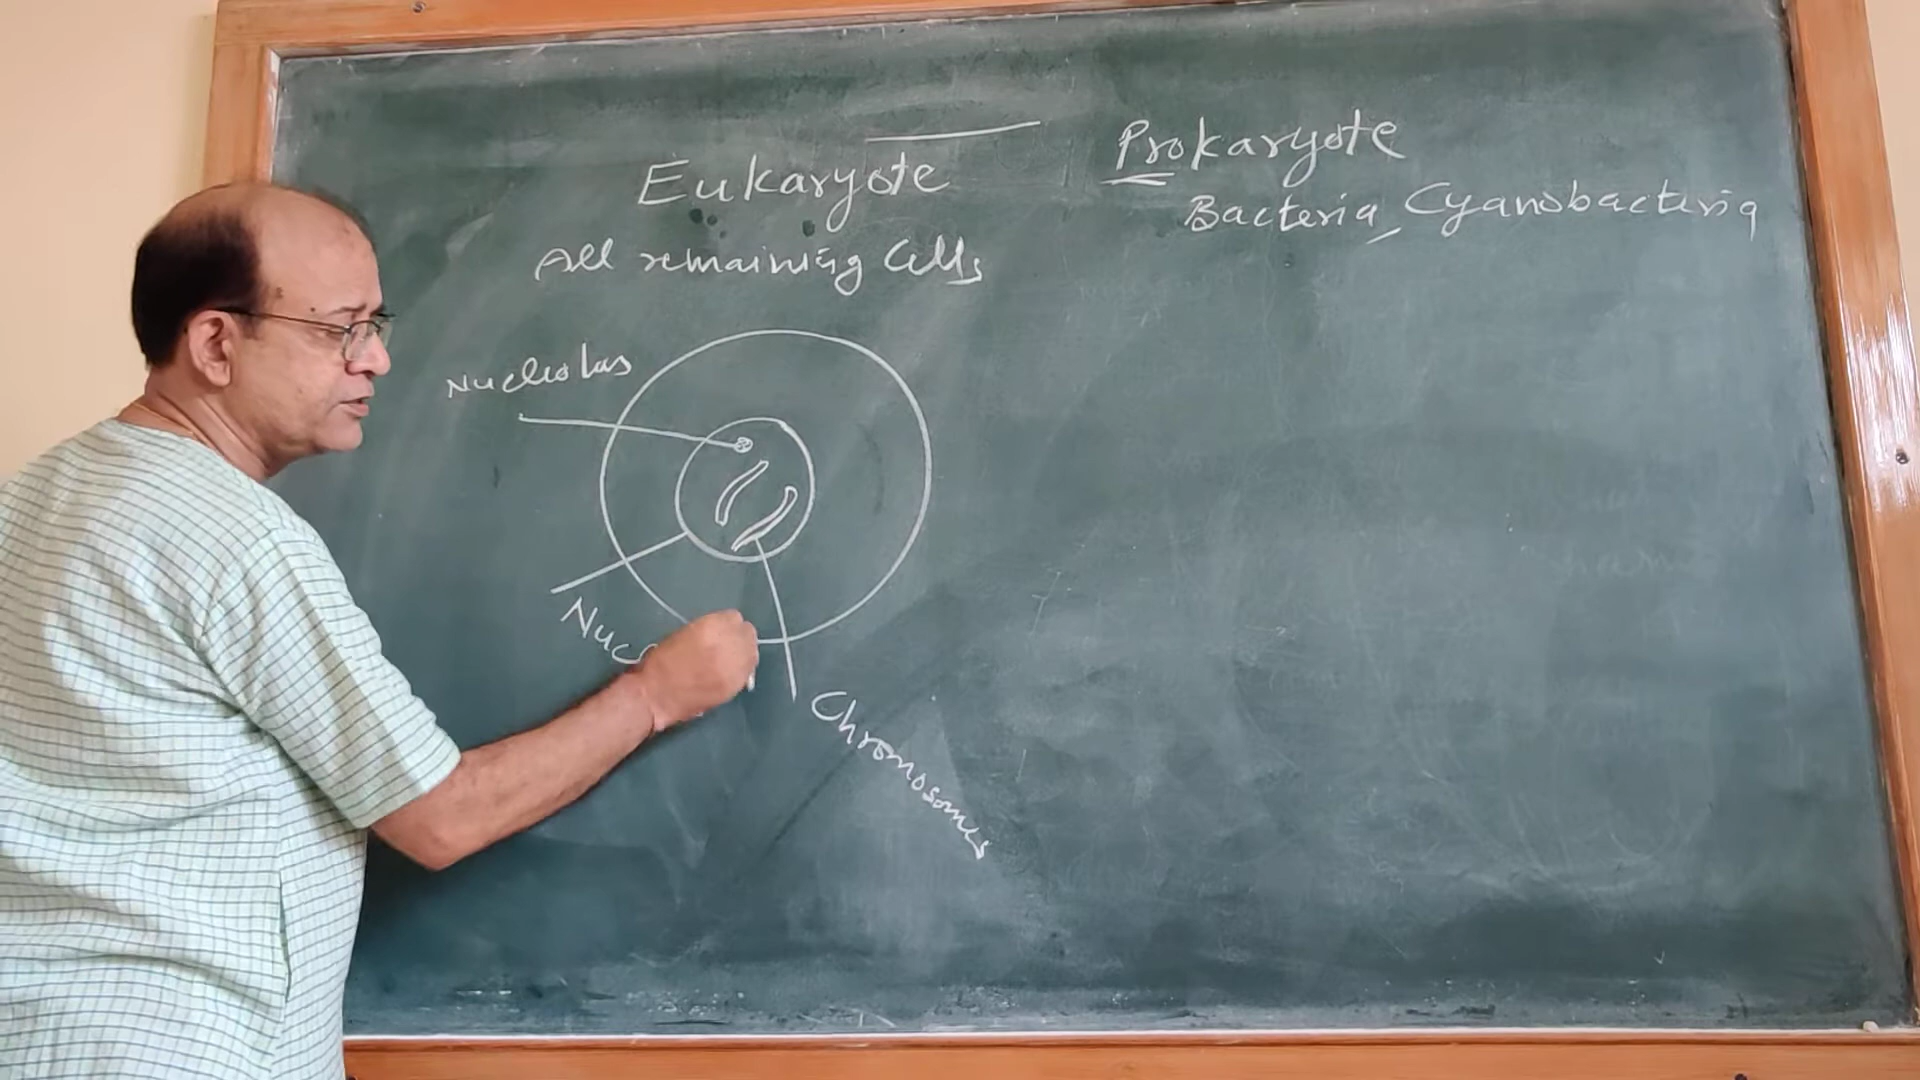 Eukaryote
All remaining Cells
Prokaryote
Bacteria, Cyanobacteria
Nucleolus
Chromosomes